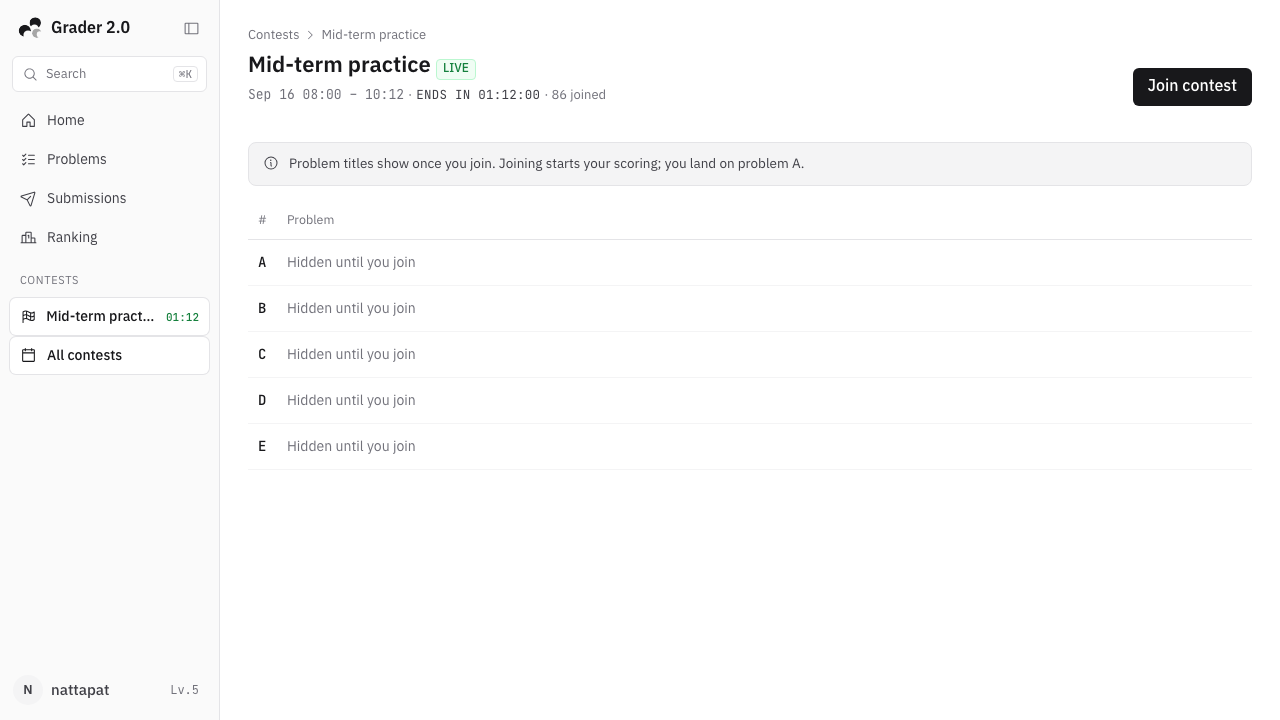 Grader 2.0
Search ⌘K
Home
Problems
Submissions
Ranking
CONTESTS
Mid-term pract... 01:12
All contests
N nattapat Lv.5
Contests > Mid-term practice
Mid-term practice LIVE
Sep 16 08:00 – 10:12 · ENDS IN 01:12:00 · 86 joined
Join contest
Problem titles show once you join. Joining starts your scoring; you land on problem A.
# Problem
A Hidden until you join
B Hidden until you join
C Hidden until you join
D Hidden until you join
E Hidden until you join